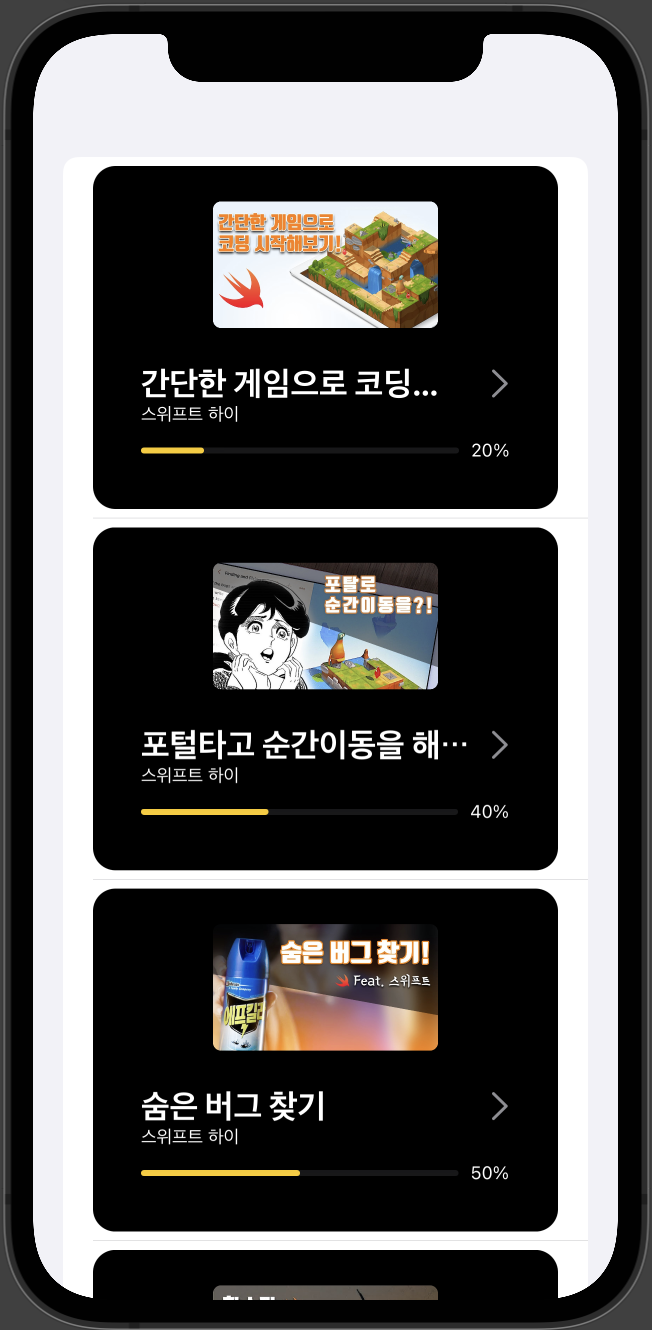 간단한 게임으로
코딩 시작해보기!
간단한 게임으로 코딩...
스위프트 하이
20%
포탈로
순간이동을?!
포털타고 순간이동을 해…
스위프트 하이
40%
숨은 버그 찾기!
Feat. 스위프트
에프킬라
숨은 버그 찾기
스위프트 하이
50%